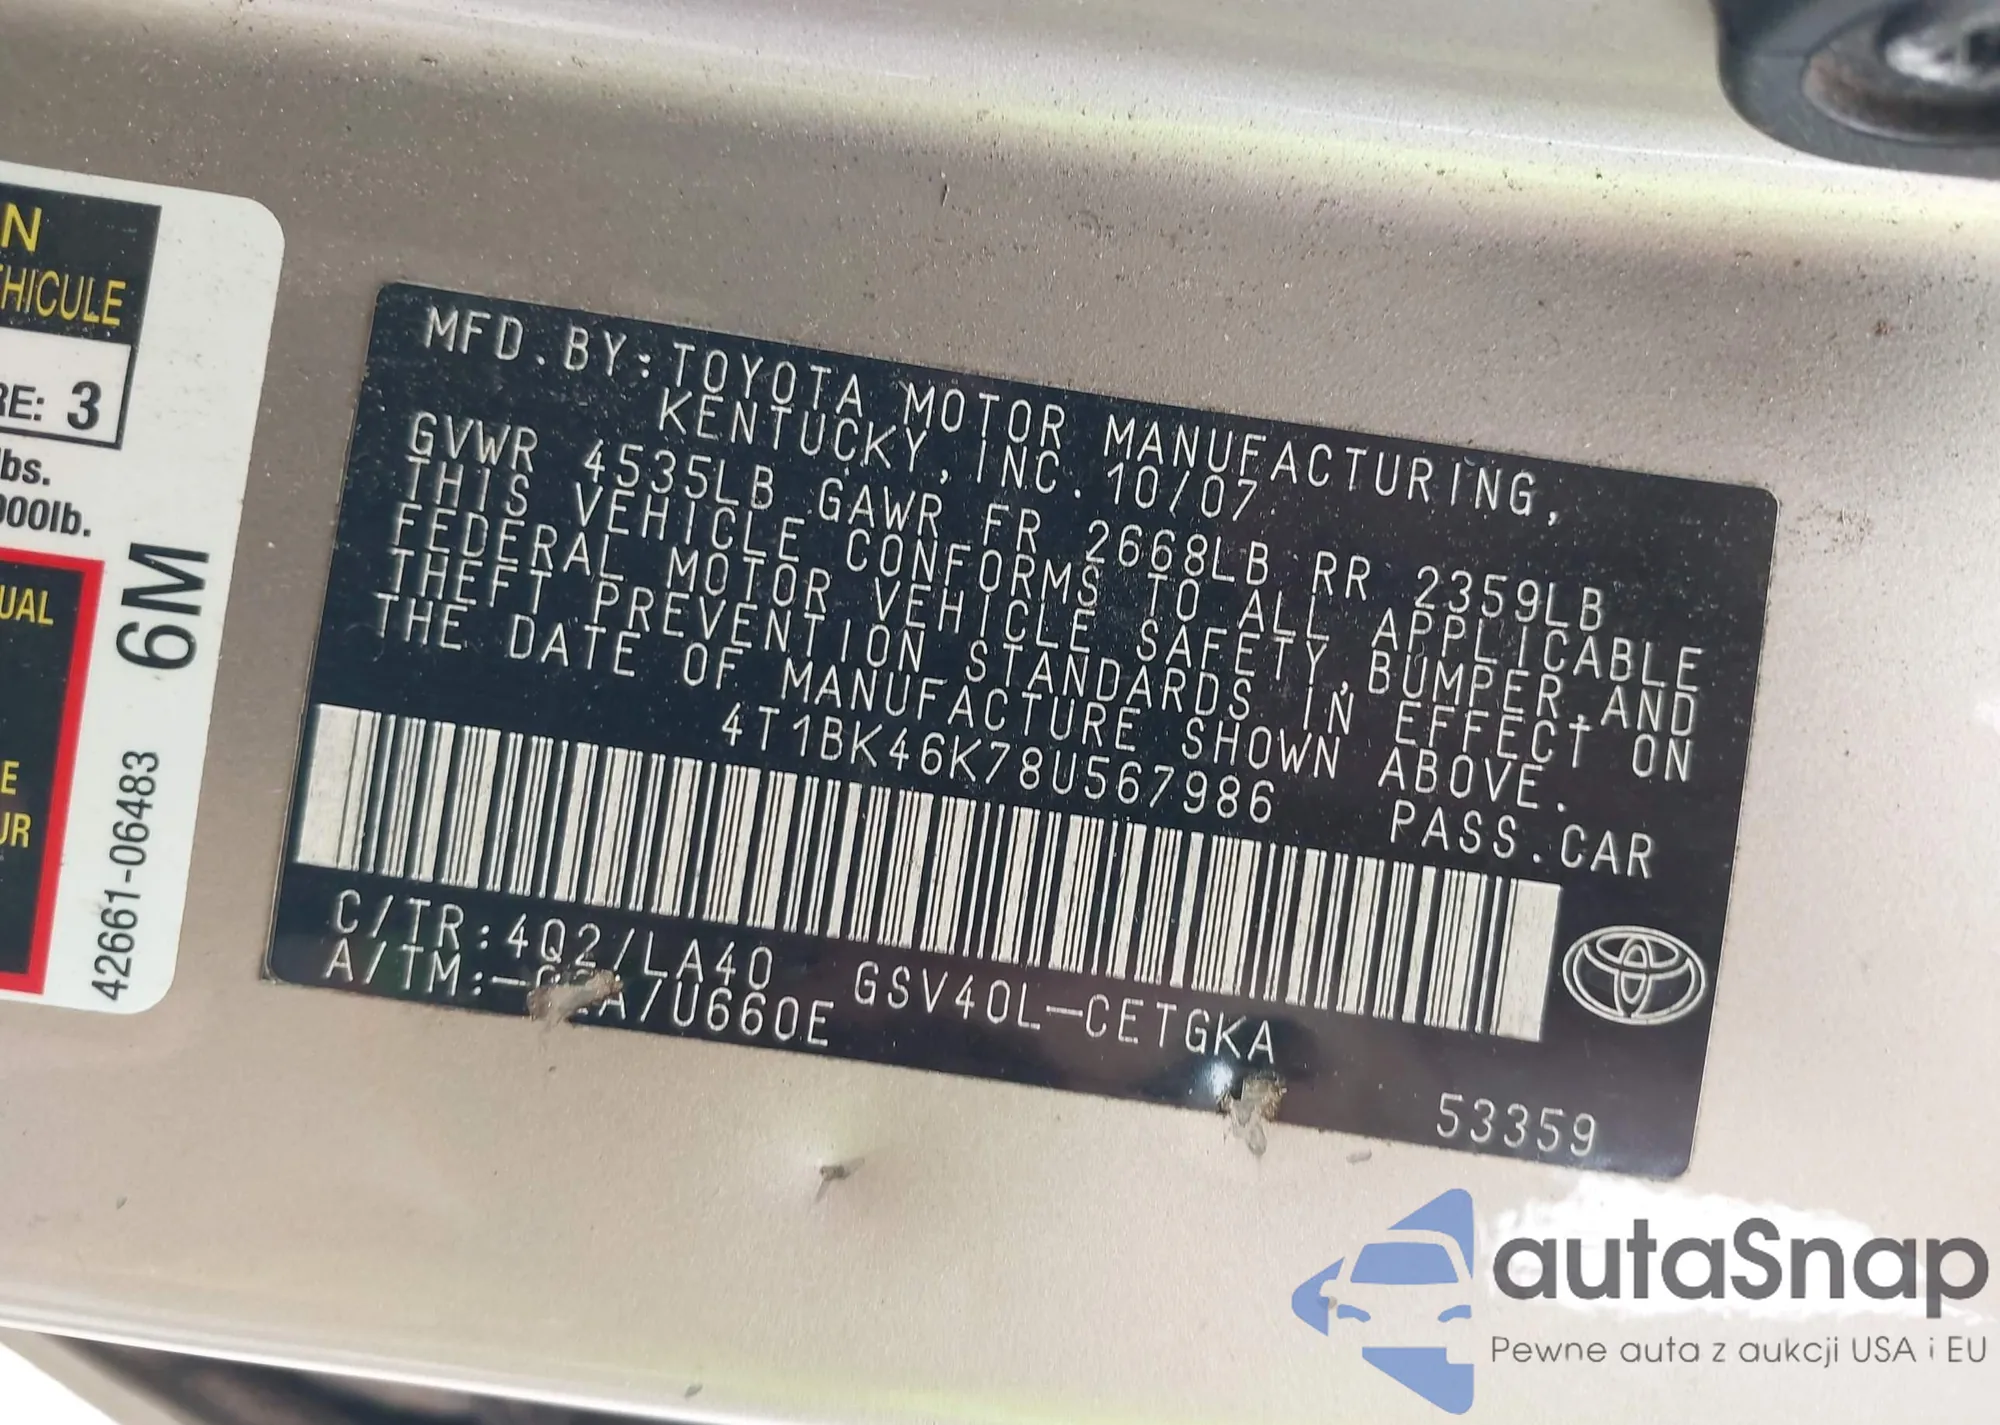 N
HICULE
RE: 3
lbs.
000lb.
UAL
E
UR
6M
42661-06483
MFD.BY:TOYOTA MOTOR MANUFACTURING,
KENTUCKY,INC. 10/07
GVWR 4535LB GAWR FR 2668LB RR 2359LB
THIS VEHICLE CONFORMS TO ALL APPLICABLE
FEDERAL MOTOR VEHICLE SAFETY,BUMPER,AND
THEFT PREVENTION STANDARDS IN EFFECT ON
THE DATE OF MANUFACTURE SHOWN ABOVE.
4T1BK46K78U567986 PASS.CAR
C/TR:4Q2/LA40 GSV40L-CETGKA
A/TM: A/U660E
53359
autaSnap
Pewne auta z aukcji USA i EU